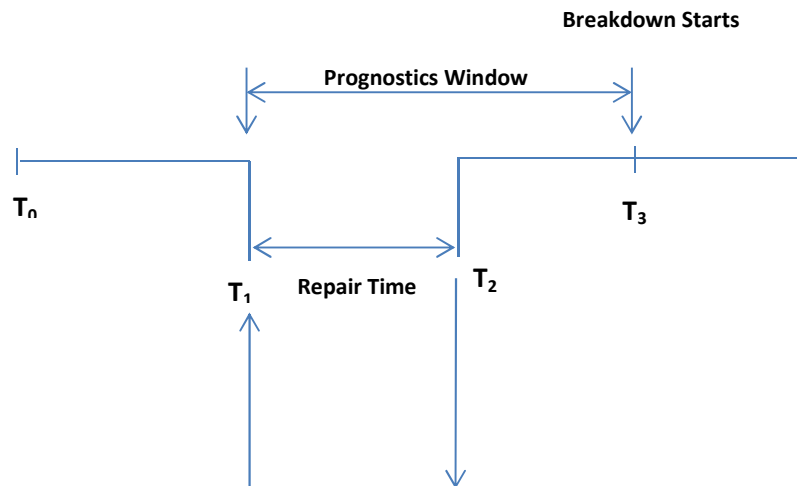 Breakdown Starts
Prognostics Window
T₀
T₃
T₁
Repair Time
T₂